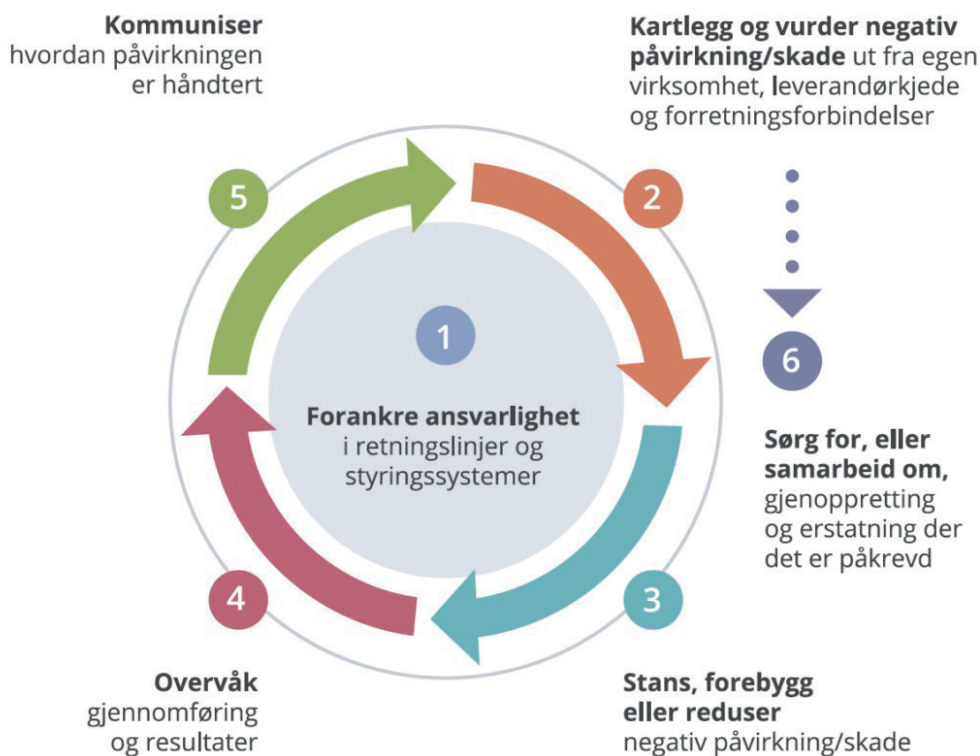 Kommuniser
hvordan påvirkningen
er håndtert
5
Kartlegg og vurder negativ
påvirkning/skade ut fra egen
virksomhet, leverandørkjede
og forretningsforbindelser
2
1
Forankre ansvarlighet
i retningslinjer og
styringssystemer
6
Sørg for, eller
samarbeid om,
gjenoppretting
og erstatning der
det er påkrevd
4
Overvåk
gjennomføring
og resultater
3
Stans, forebygg
eller reduser
negativ påvirkning/skade